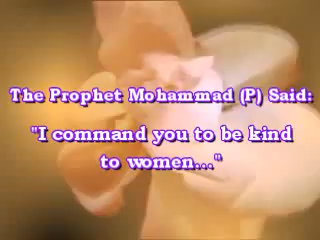 The Prophet Mohammad (P) Said:
"I command you to be kind
to women..."